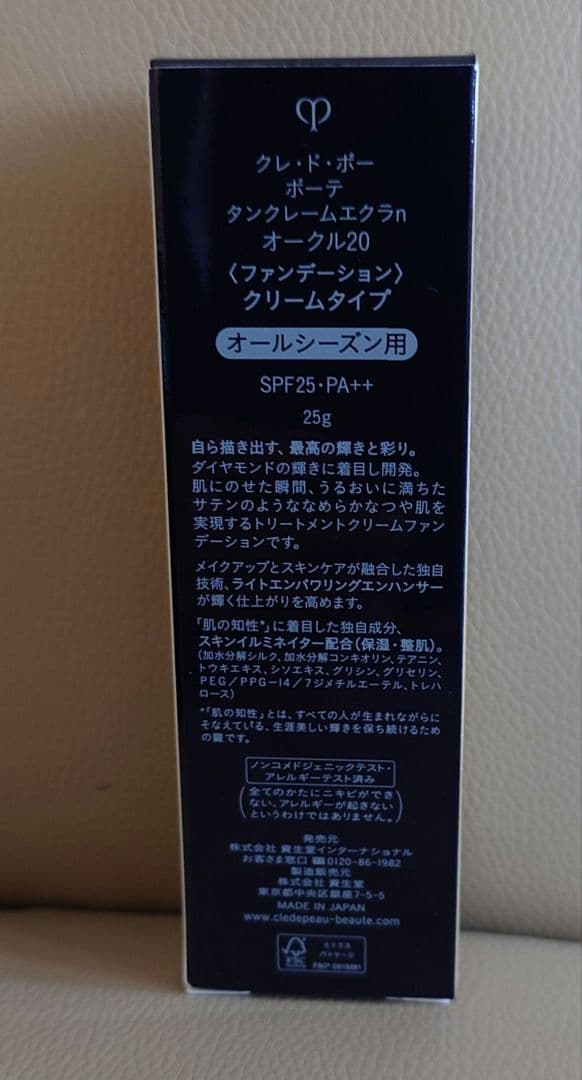 クレ・ド・ポー
ボーテ
タンクレームエクラn
オークル20
〈ファンデーション〉
クリームタイプ
オールシーズン用
SPF25・PA++
25g
自ら描き出す、最高の輝きと彩り。
ダイヤモンドの輝きに着目し開発。
肌にのせた瞬間、うるおいに満ちた
サテンのようななめらかなつや肌を
実現するトリートメントクリームファン
デーションです。
メイクアップとスキンケアが融合した独自
技術、ライトエンパワリングエンハンサー
が輝く仕上がりを高めます。
「肌の知性*」に着目した独自成分、
スキンイルミネイター配合(保湿・整肌)。
(加水分解シルク、加水分解コンキオリン、テアニン、
トウキエキス、シソエキス、グリシン、グリセリン、
PEG/PPG-14/7ジメチルエーテル、トレハ
ロース)
*「肌の知性」とは、すべての人が生まれながらに
そなえている、生涯美しい輝きを保ち続けるため
の鍵です。
ノンコメドジェニックテスト・
アレルギーテスト済み
(全てのかたにニキビができ
ない、アレルギーが起きない
というわけではありません。)
発売元
株式会社 資生堂インターナショナル
お客さま窓口 0120-86-1982
製造販売元
株式会社 資生堂
東京都中央区銀座7-5-5
MADE IN JAPAN
www.cledepeau-beaute.com
FSC
ミックス
パッケージ